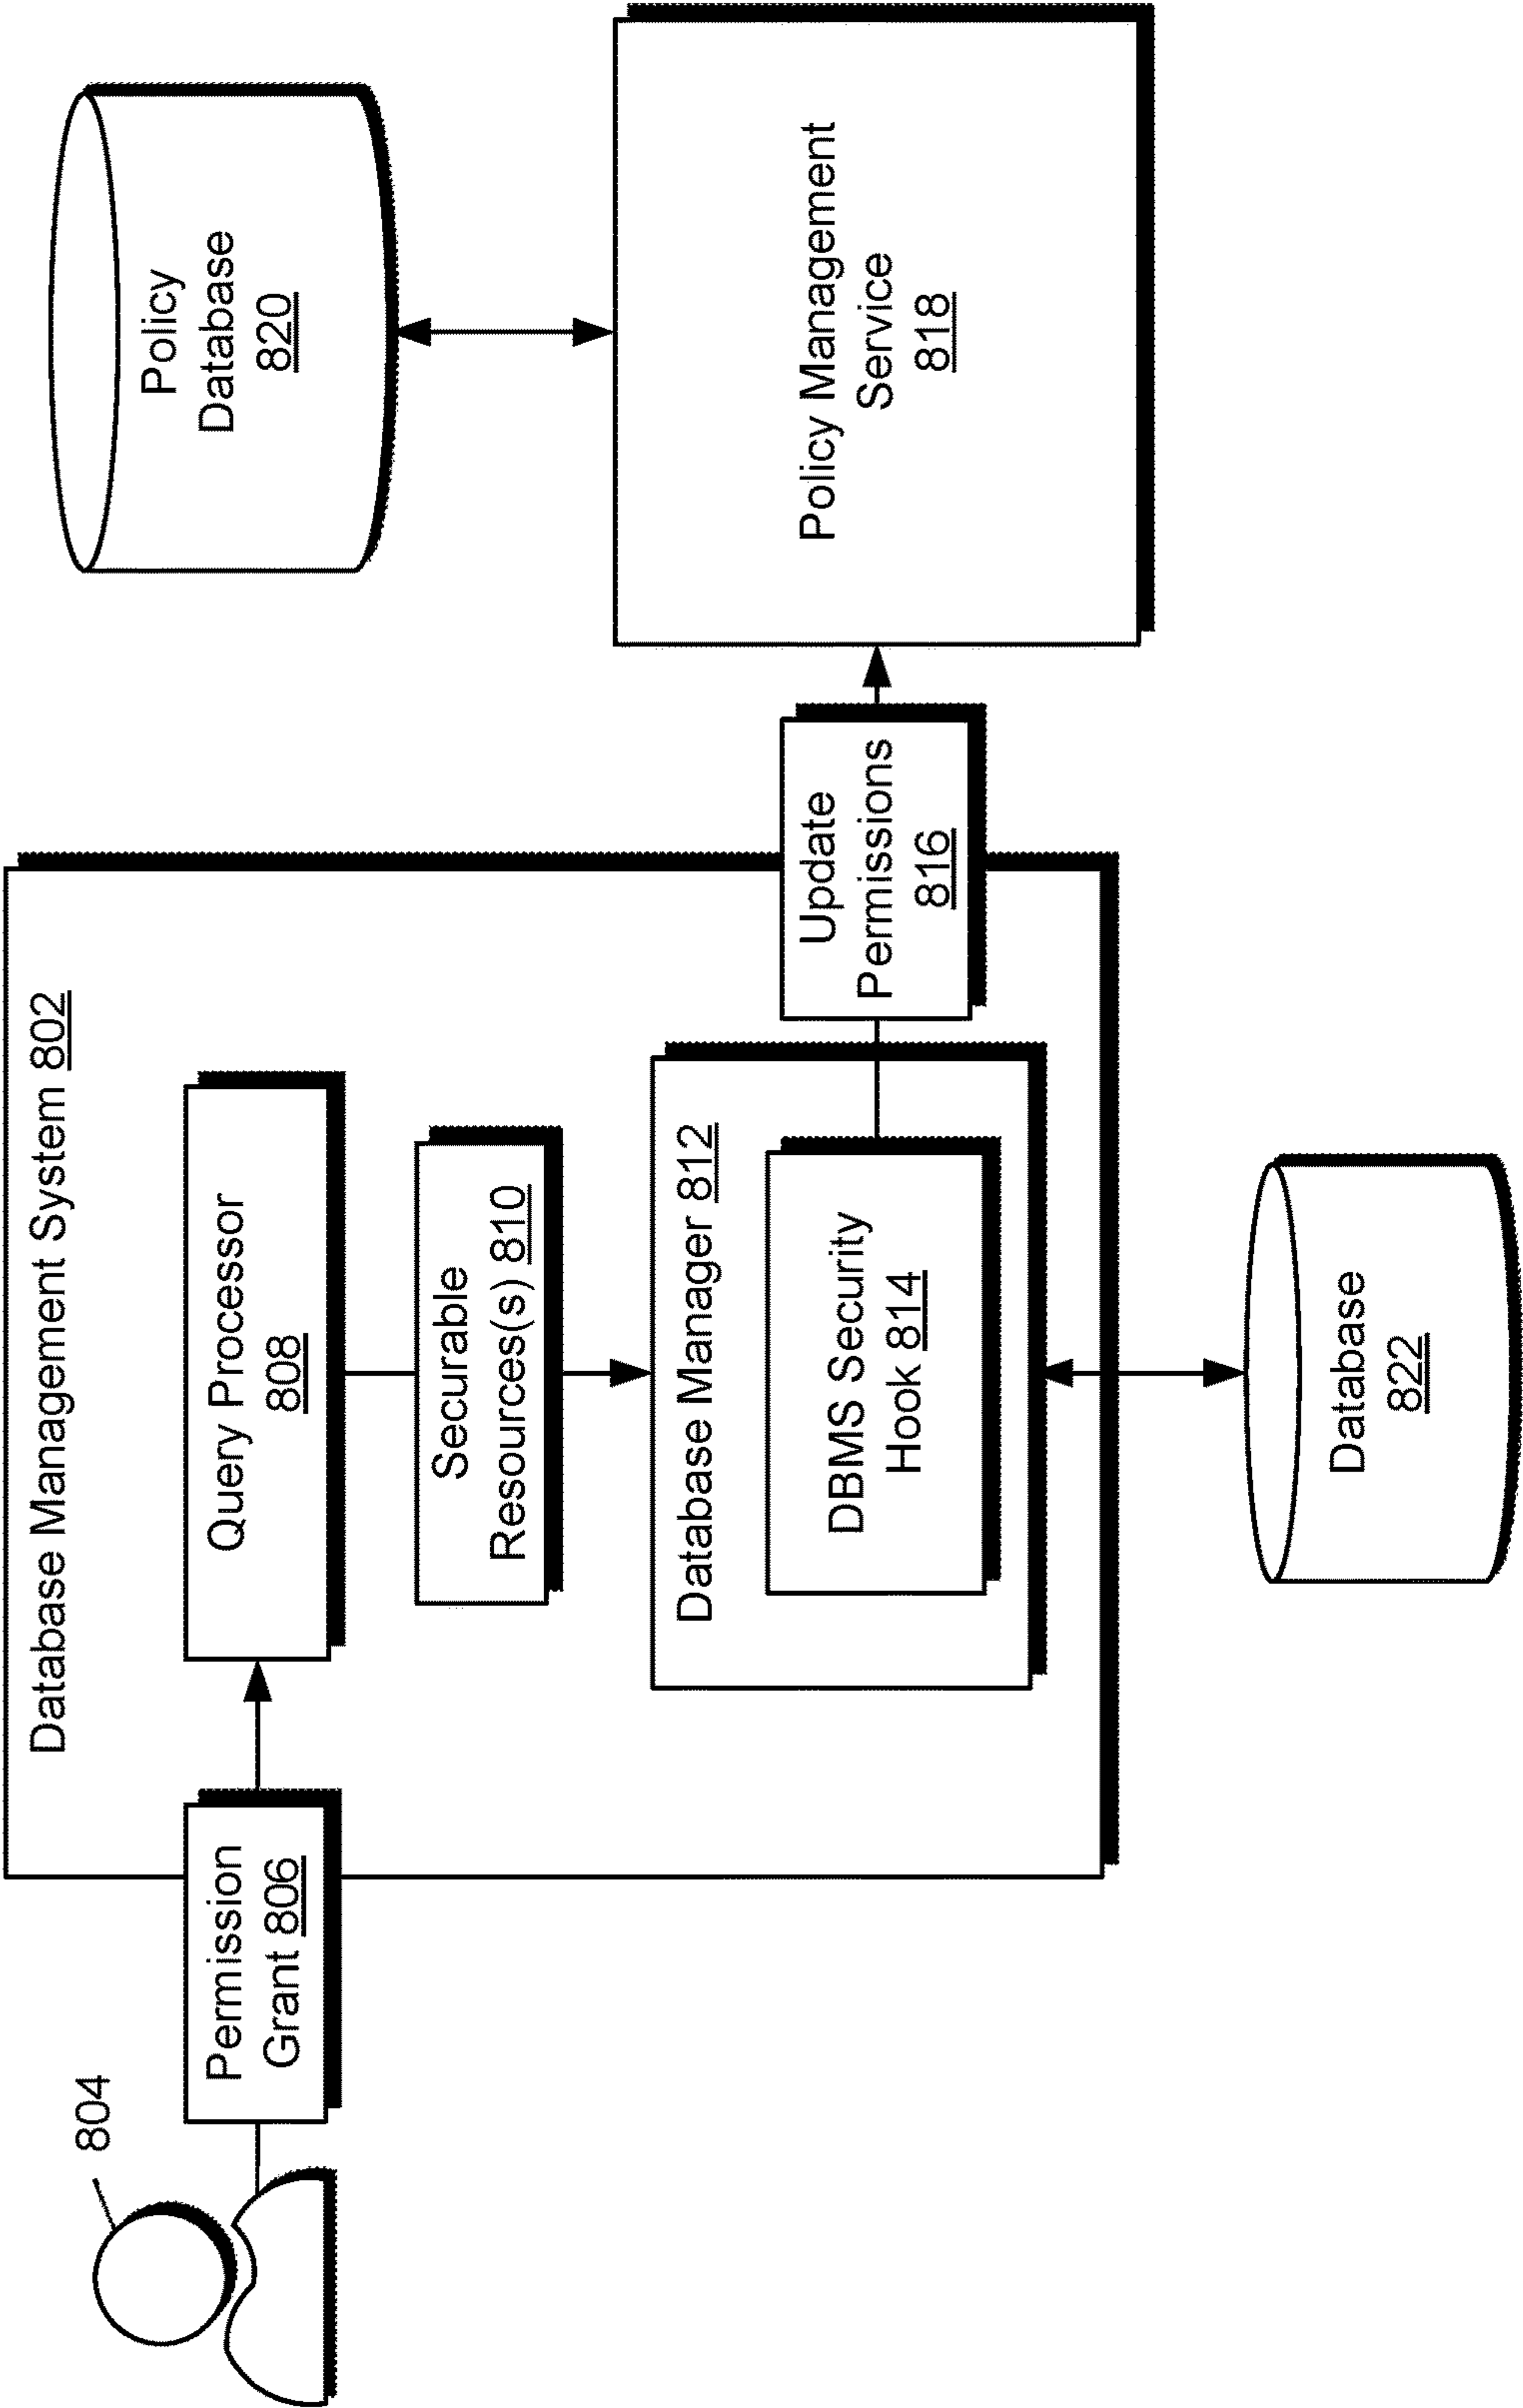 804
Permission
Grant 806
Database Management System 802
Query Processor
808
Securable
Resources(s) 810
Database Manager 812
DBMS Security
Hook 814
Update
Permissions
816
Database
822
Policy
Database
820
Policy Management
Service
818